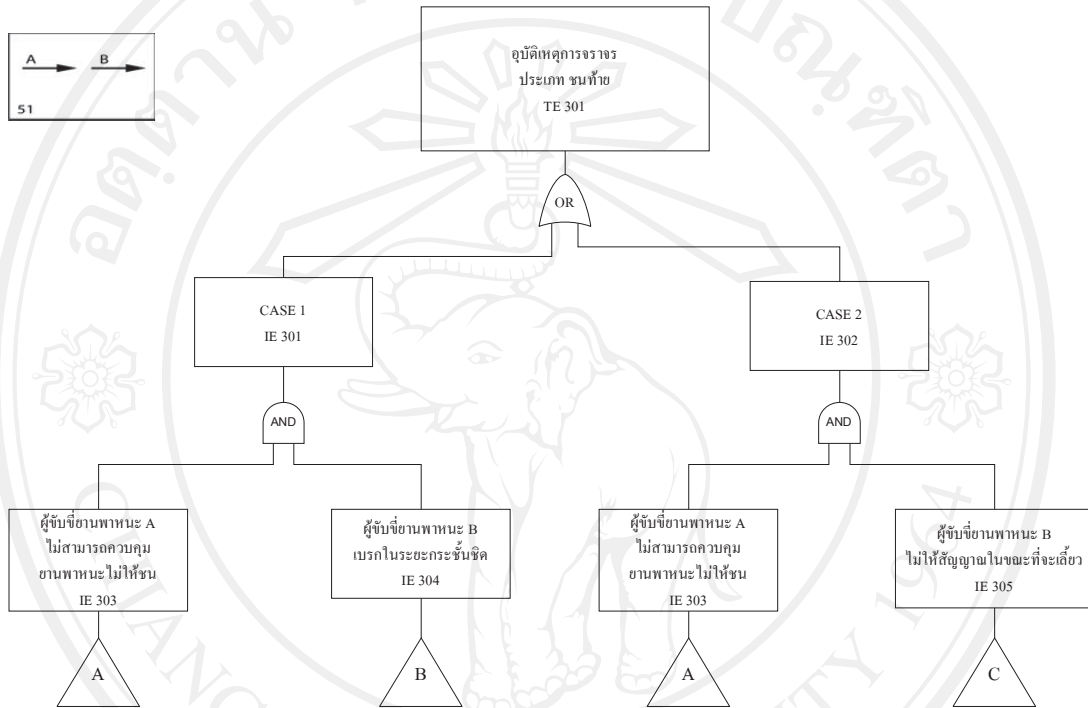 A B
51
อุบัติเหตุการจราจร
ประเภท ชนท้าย
TE 301
OR
CASE 1
IE 301
CASE 2
IE 302
AND
AND
ผู้ขับขี่ยานพาหนะ A
ไม่สามารถควบคุม
ยานพาหนะไม่ให้ชน
IE 303
ผู้ขับขี่ยานพาหนะ B
เบรกในระยะกระชั้นชิด
IE 304
ผู้ขับขี่ยานพาหนะ A
ไม่สามารถควบคุม
ยานพาหนะไม่ให้ชน
IE 303
ผู้ขับขี่ยานพาหนะ B
ไม่ให้สัญญาณในขณะที่จะเลี้ยว
IE 305
A
B
A
C